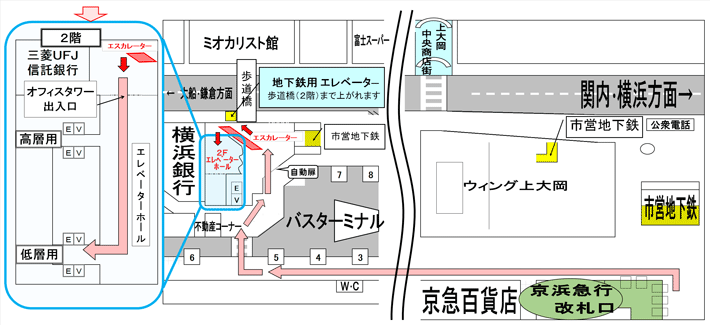 2階
三菱UFJ
信託銀行
エスカレーター
オフィスタワー
出入口
E V
高層用
E V
エレベーターホール
低層用
E V
E V
ミオカリスト館
富士スーパー
上大岡
中央商店街
歩道橋
地下鉄用 エレベーター
歩道橋(2階)まで上がれます
← 大船・鎌倉方面
関内・横浜方面→
横浜銀行
エスカレーター
2F
エレベーター
ホール
E V
市営地下鉄
自動扉
7
8
不動産コーナー
バスターミナル
6
5
4
3
W・C
市営地下鉄
公衆電話
ウィング上大岡
市営地下鉄
京急百貨店
京浜急行
改札口